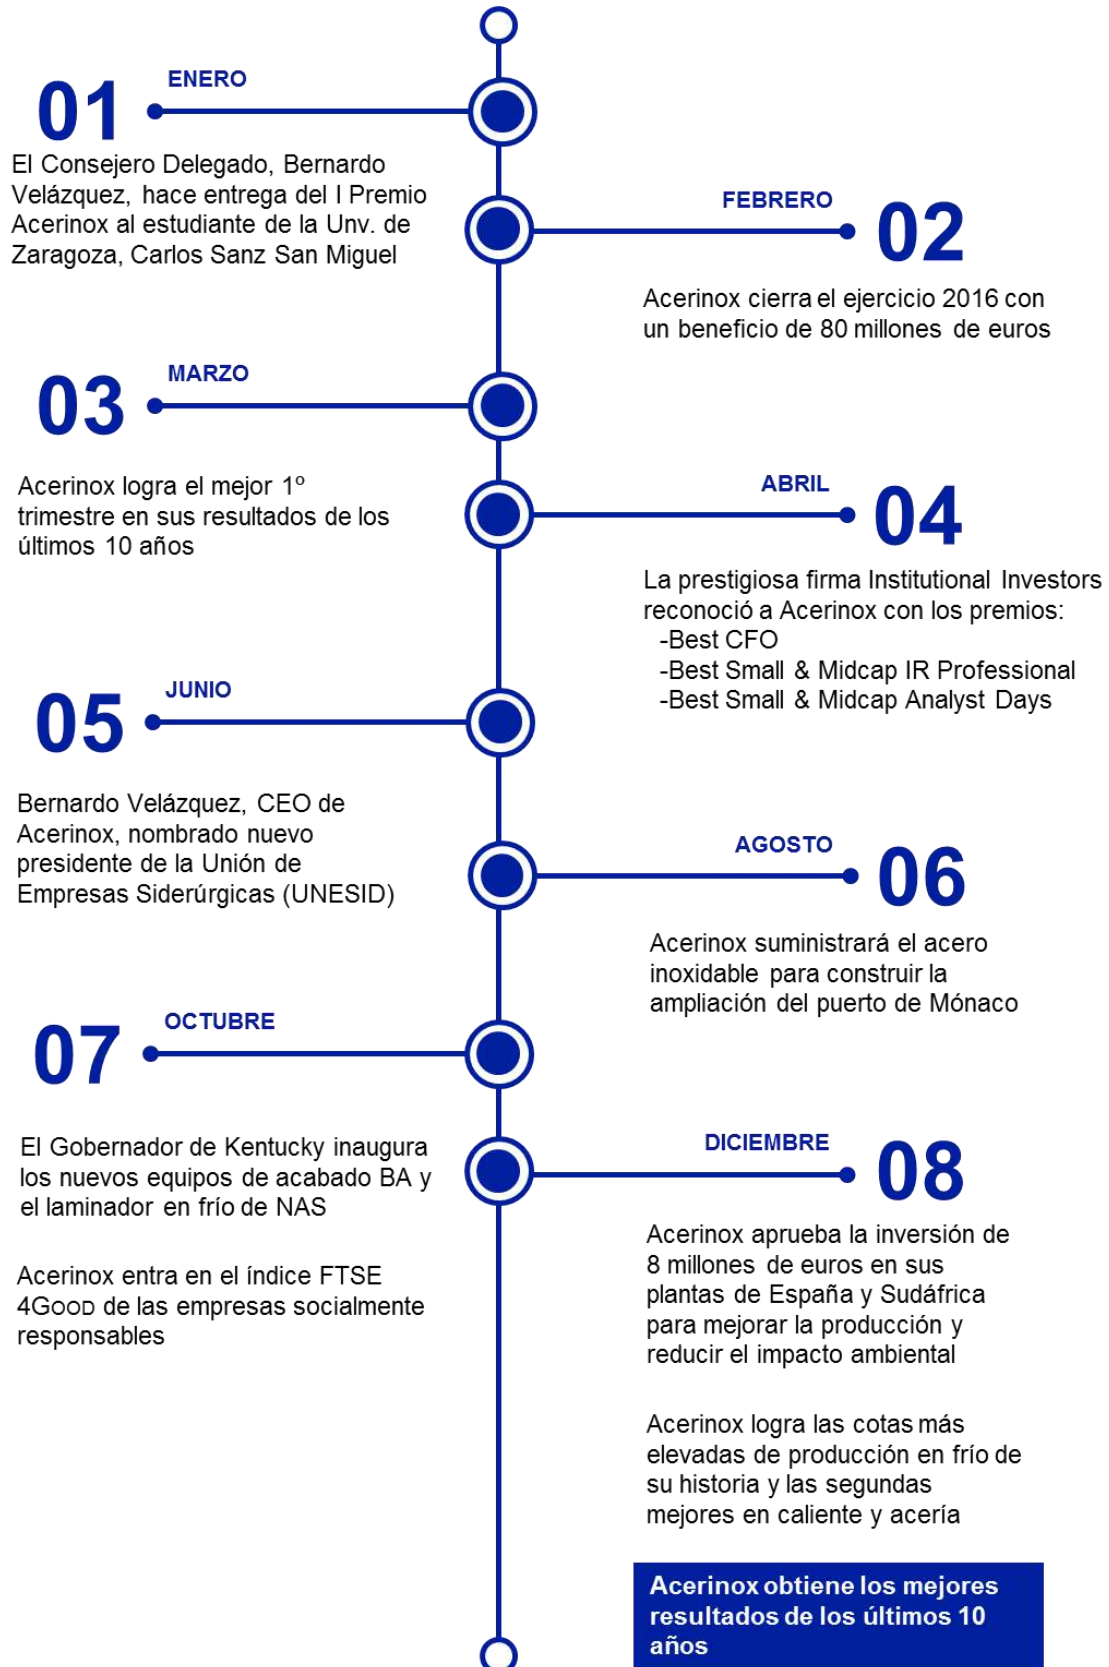 ENERO
01
El Consejero Delegado, Bernardo
Velázquez, hace entrega del I Premio
Acerinox al estudiante de la Unv. de
Zaragoza, Carlos Sanz San Miguel
FEBRERO
02
Acerinox cierra el ejercicio 2016 con
un beneficio de 80 millones de euros
MARZO
03
Acerinox logra el mejor 1º
trimestre en sus resultados de los
últimos 10 años
ABRIL
04
La prestigiosa firma Institutional Investors
reconoció a Acerinox con los premios:
-Best CFO
-Best Small & Midcap IR Professional
-Best Small & Midcap Analyst Days
JUNIO
05
Bernardo Velázquez, CEO de
Acerinox, nombrado nuevo
presidente de la Unión de
Empresas Siderúrgicas (UNESID)
AGOSTO
06
Acerinox suministrará el acero
inoxidable para construir la
ampliación del puerto de Mónaco
OCTUBRE
07
El Gobernador de Kentucky inaugura
los nuevos equipos de acabado BA y
el laminador en frío de NAS
Acerinox entra en el índice FTSE
4GOOD de las empresas socialmente
responsables
DICIEMBRE
08
Acerinox aprueba la inversión de
8 millones de euros en sus
plantas de España y Sudáfrica
para mejorar la producción y
reducir el impacto ambiental
Acerinox logra las cotas más
elevadas de producción en frío de
su historia y las segundas
mejores en caliente y acería
Acerinox obtiene los mejores
resultados de los últimos 10
años